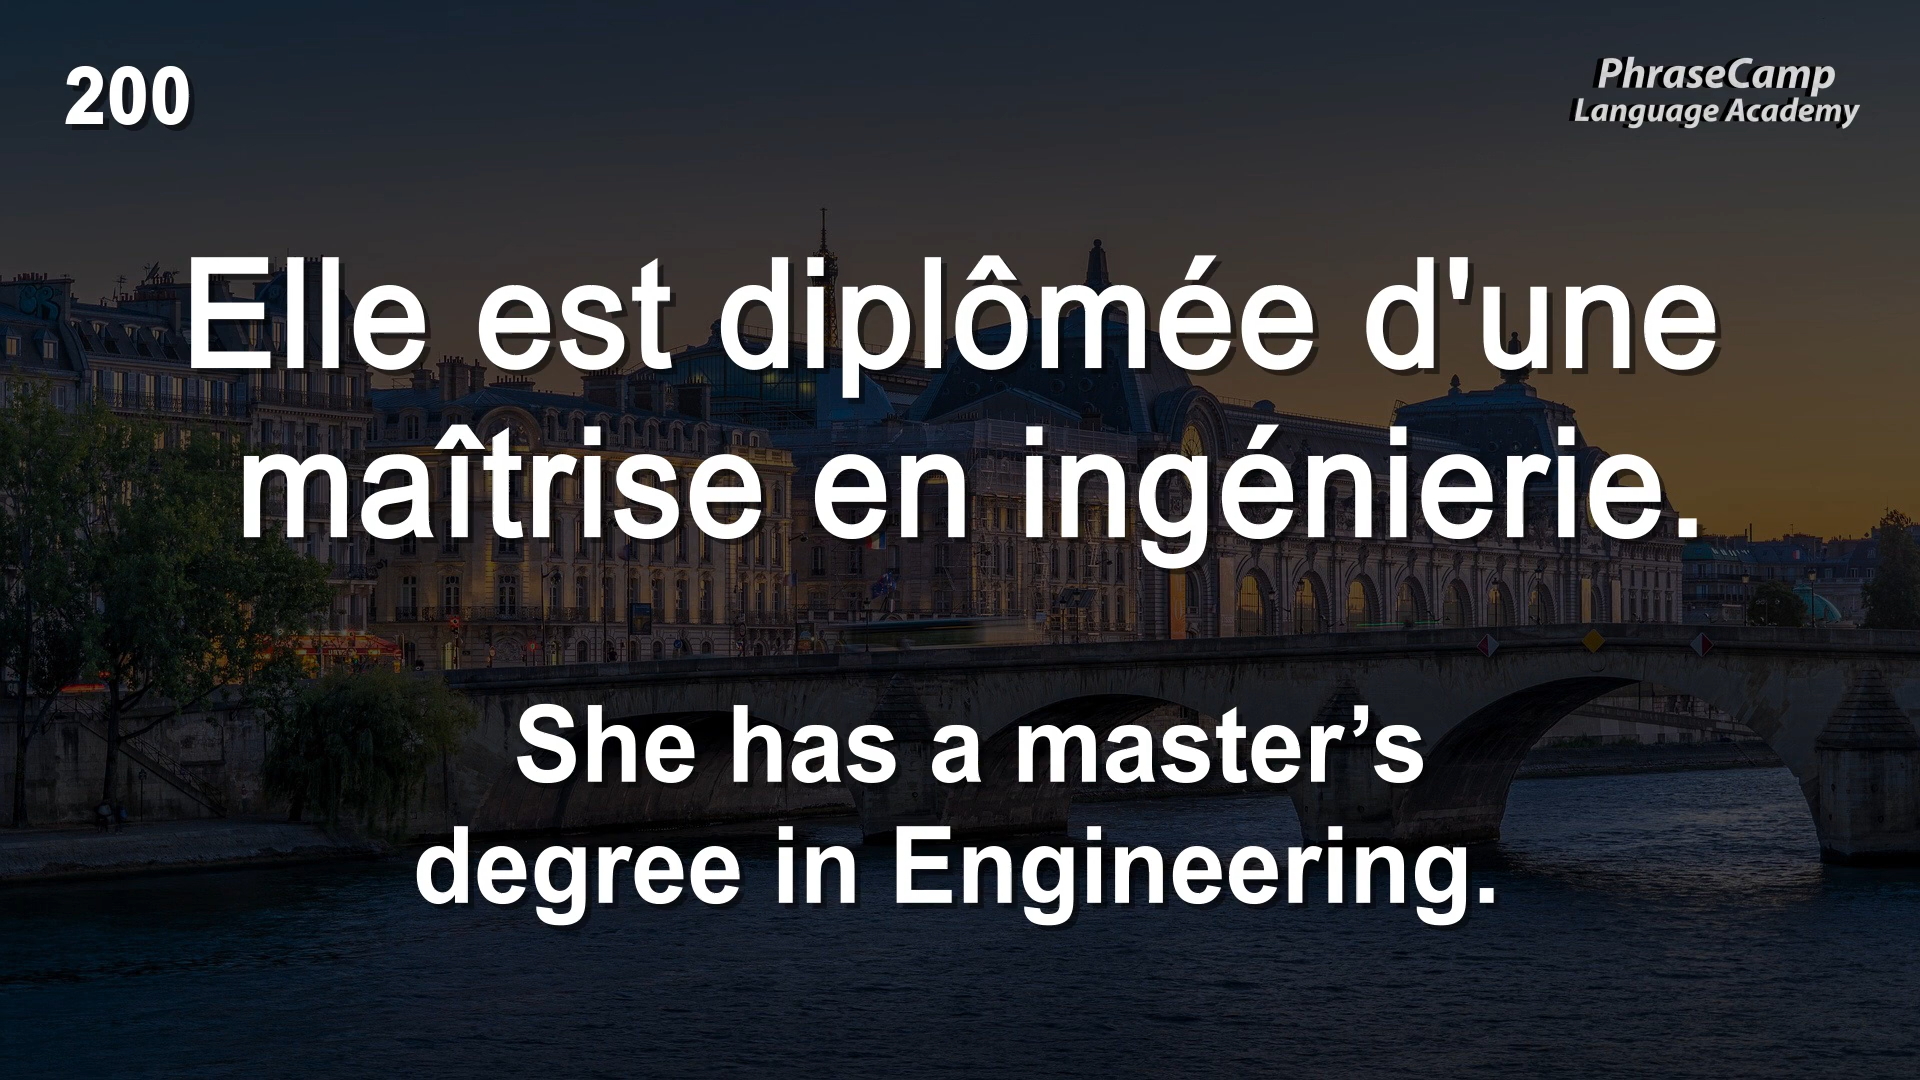 200
PhraseCamp
Language Academy
Elle est diplômée d'une
maîtrise en ingénierie.
She has a master’s
degree in Engineering.